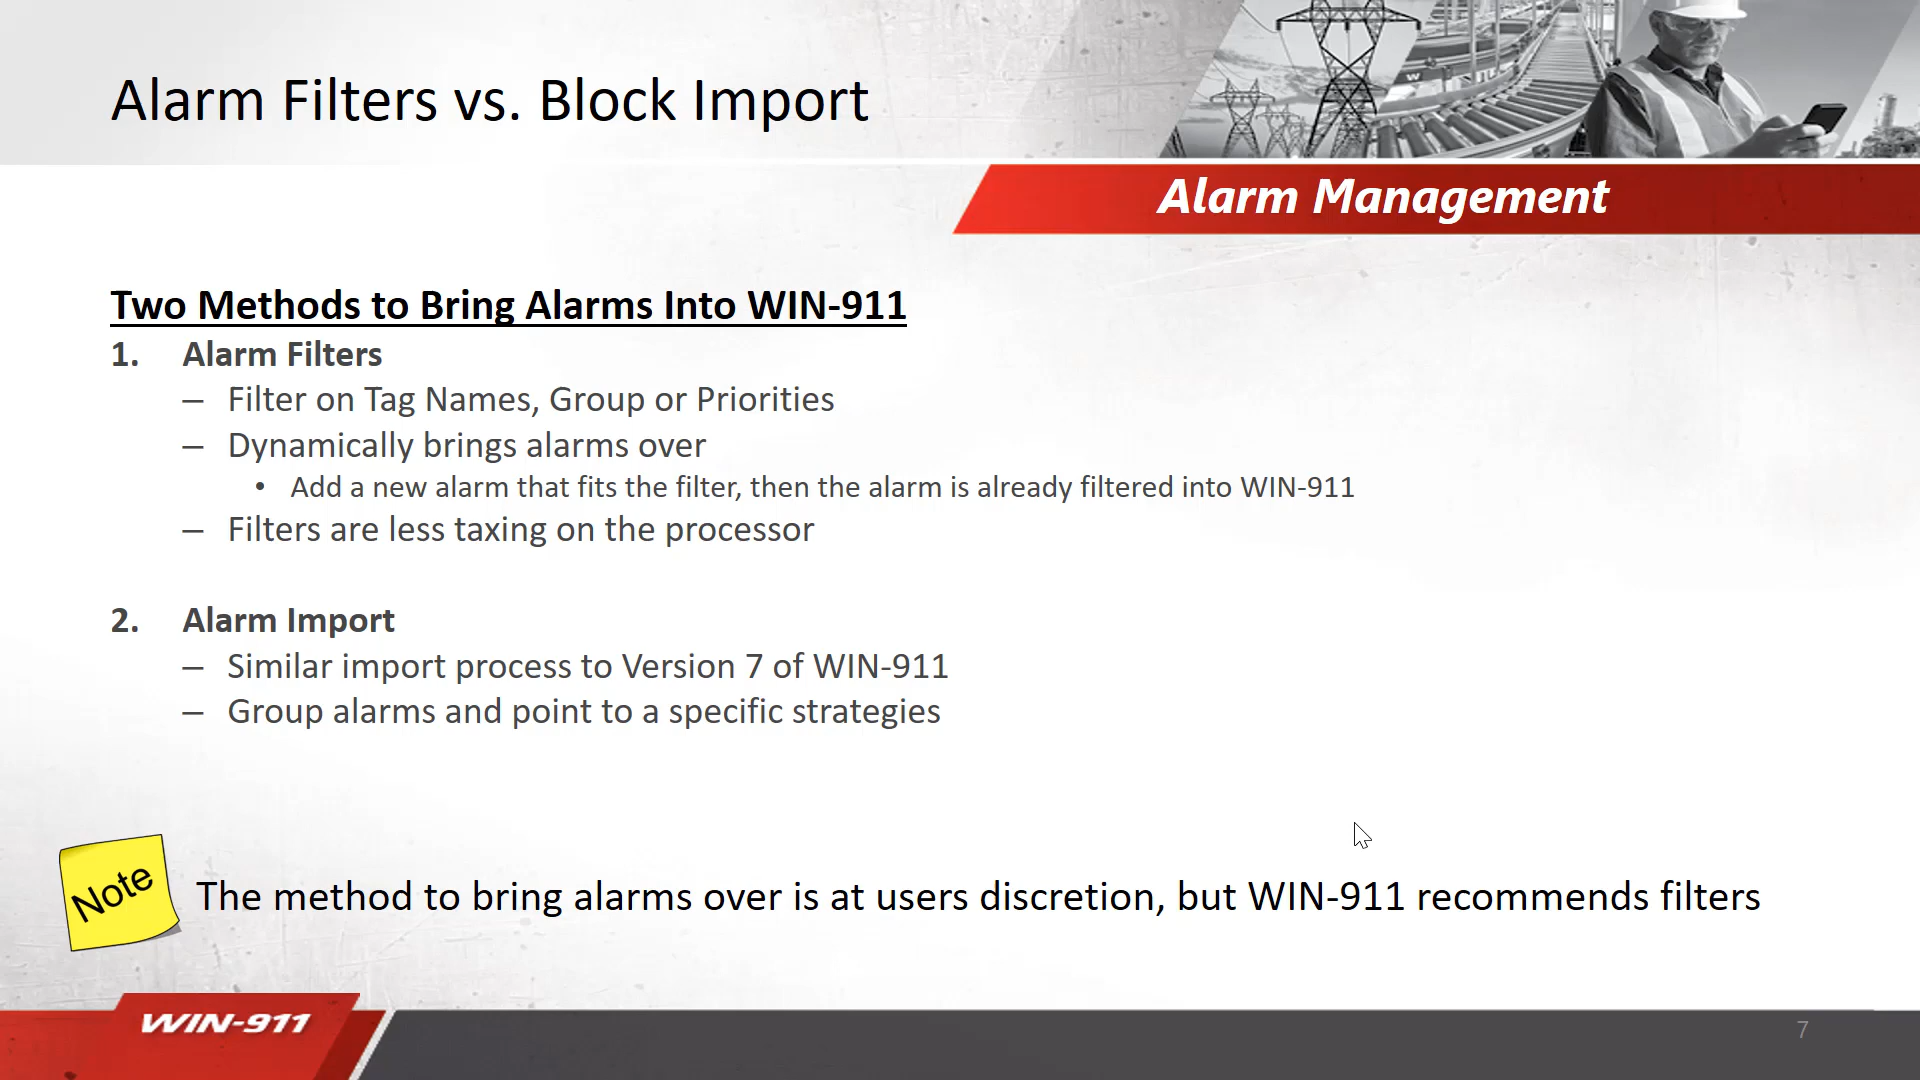 Alarm Filters vs. Block Import
Alarm Management
Two Methods to Bring Alarms Into WIN-911
1. Alarm Filters
– Filter on Tag Names, Group or Priorities
– Dynamically brings alarms over
• Add a new alarm that fits the filter, then the alarm is already filtered into WIN-911
– Filters are less taxing on the processor
2. Alarm Import
– Similar import process to Version 7 of WIN-911
– Group alarms and point to a specific strategies
Note
The method to bring alarms over is at users discretion, but WIN-911 recommends filters
WIN-911
7